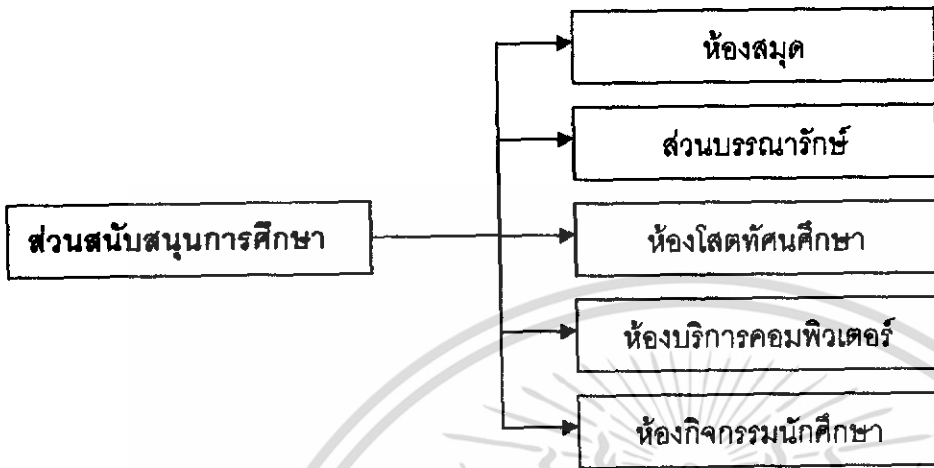 ห้องสมุด
ส่วนบรรณารักษ์
ส่วนสนับสนุนการศึกษา
ห้องโสตทัศนศึกษา
ห้องบริการคอมพิวเตอร์
ห้องกิจกรรมนักศึกษา